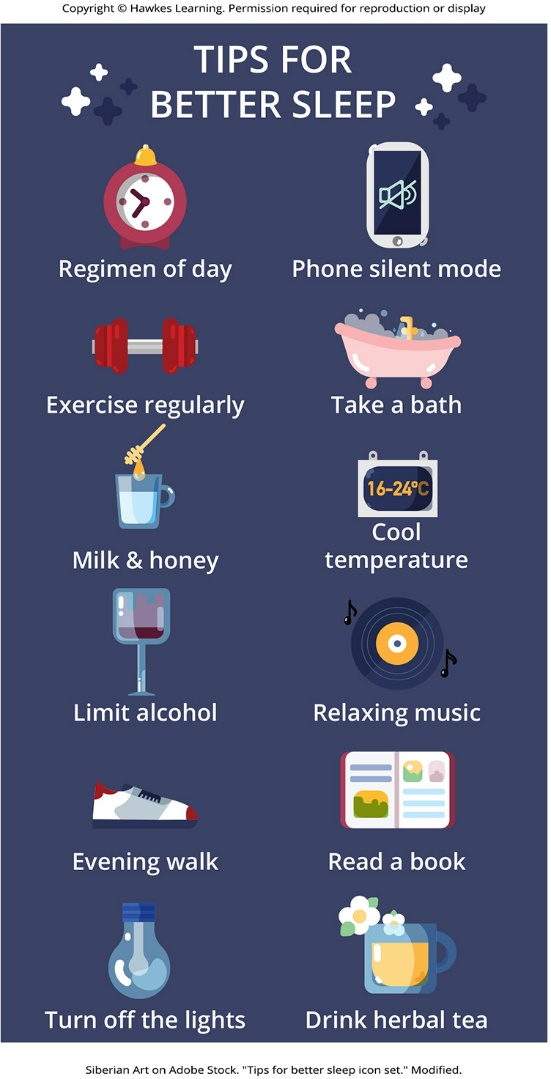 Copyright © Hawkes Learning. Permission required for reproduction or display
TIPS FOR
BETTER SLEEP
Regimen of day
Phone silent mode
Exercise regularly
Take a bath
16-24°C
Milk & honey
Cool
temperature
Limit alcohol
Relaxing music
Evening walk
Read a book
Turn off the lights
Drink herbal tea
Siberian Art on Adobe Stock. "Tips for better sleep icon set." Modified.